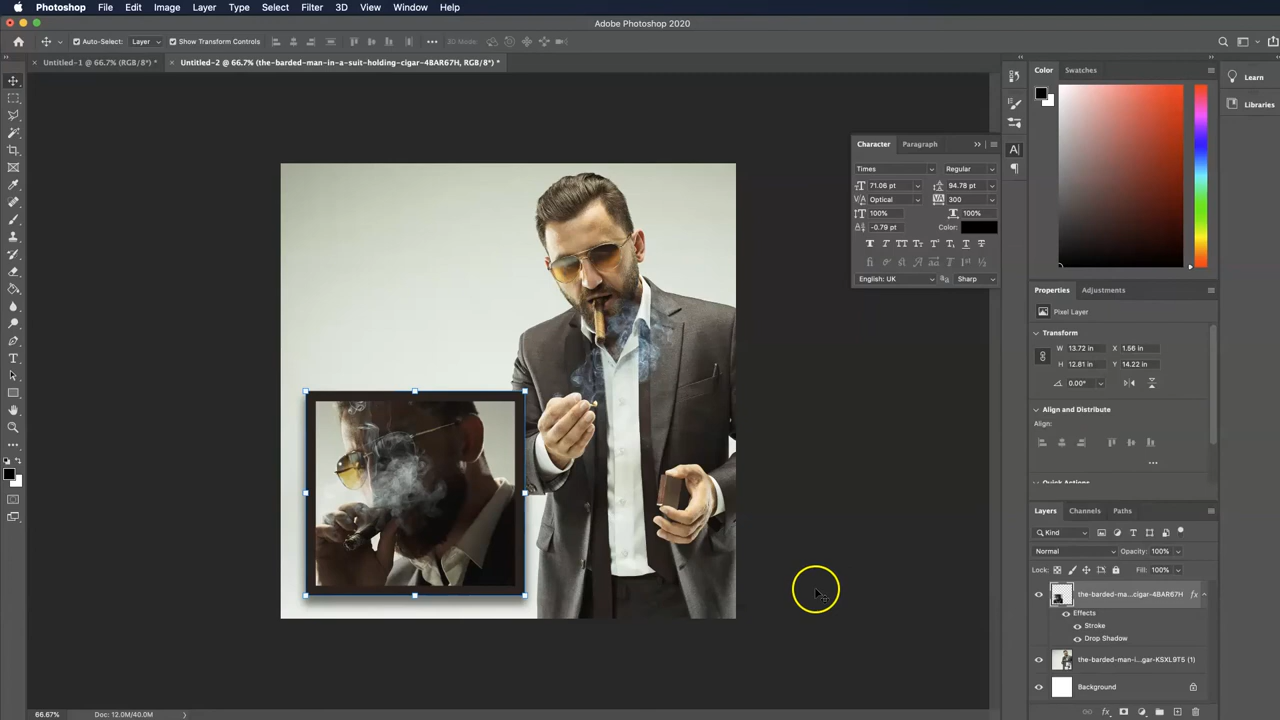 Photoshop File Edit Image Layer Type Select Filter 3D View Window Help
Adobe Photoshop 2020
Auto-Select: Layer Show Transform Controls 3D Mode:
Untitled-1 @ 66.7% (RGB/8*) * Untitled-2 @ 66.7% (the-barded-man-in-a-suit-holding-cigar-4BAR67H, RGB/8*) *
Color Swatches
Learn
Libraries
Character Paragraph
Times Regular
71.06 pt 94.78 pt
Optical 300
100% 100%
-0.79 pt Color:
English: UK Sharp
Properties Adjustments
Pixel Layer
Transform
W 13.72 in X 1.56 in
H 12.81 in Y 14.22 in
0.00°
Align and Distribute
Align:
Quick Actions
Layers Channels Paths
Kind
Normal Opacity: 100%
Lock: Fill: 100%
the-barded-ma...cigar-4BAR67H fx
Effects
Stroke
Drop Shadow
the-barded-man-i...gar-KSXL9T5 (1)
Background
66.67% Doc: 12.0M/40.0M